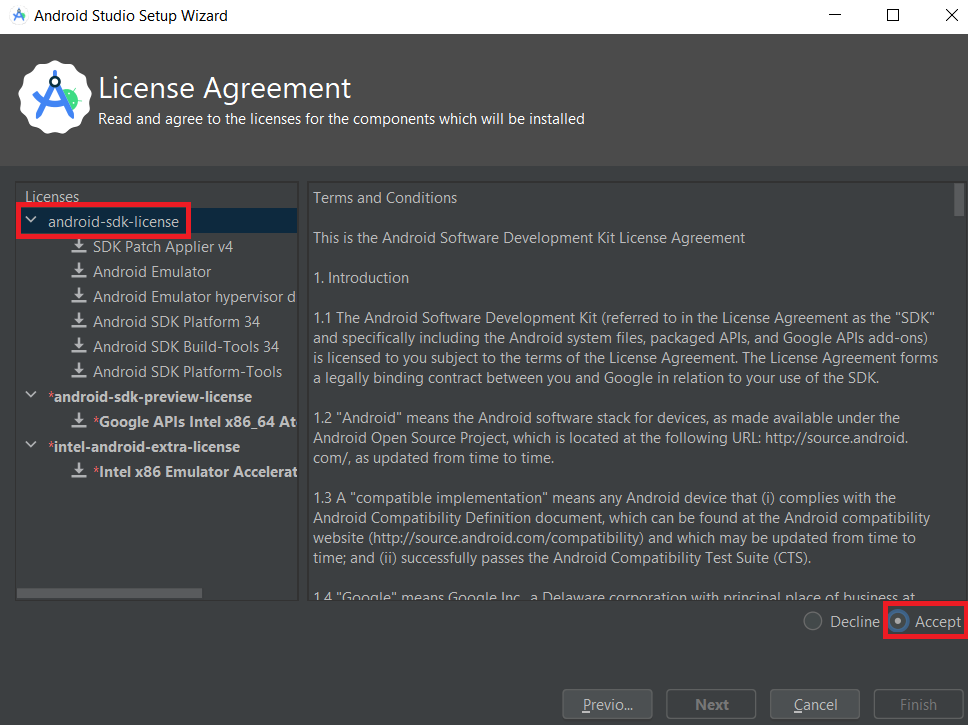 Android Studio Setup Wizard
License Agreement
Read and agree to the licenses for the components which will be installed
Licenses
android-sdk-license
SDK Patch Applier v4
Android Emulator
Android Emulator hypervisor d
Android SDK Platform 34
Android SDK Build-Tools 34
Android SDK Platform-Tools
*android-sdk-preview-license
*Google APIs Intel x86_64 At
*intel-android-extra-license
*Intel x86 Emulator Accelerat
Terms and Conditions
This is the Android Software Development Kit License Agreement
1. Introduction
1.1 The Android Software Development Kit (referred to in the License Agreement as the "SDK"
and specifically including the Android system files, packaged APIs, and Google APIs add-ons)
is licensed to you subject to the terms of the License Agreement. The License Agreement forms
a legally binding contract between you and Google in relation to your use of the SDK.
1.2 "Android" means the Android software stack for devices, as made available under the
Android Open Source Project, which is located at the following URL: http://source.android.
com/, as updated from time to time.
1.3 A "compatible implementation" means any Android device that (i) complies with the
Android Compatibility Definition document, which can be found at the Android compatibility
website (http://source.android.com/compatibility) and which may be updated from time to
time; and (ii) successfully passes the Android Compatibility Test Suite (CTS).
1.4 "Google" means Google Inc., a Delaware corporation with principal place of business at
Decline
Accept
Previo...
Next
Cancel
Finish